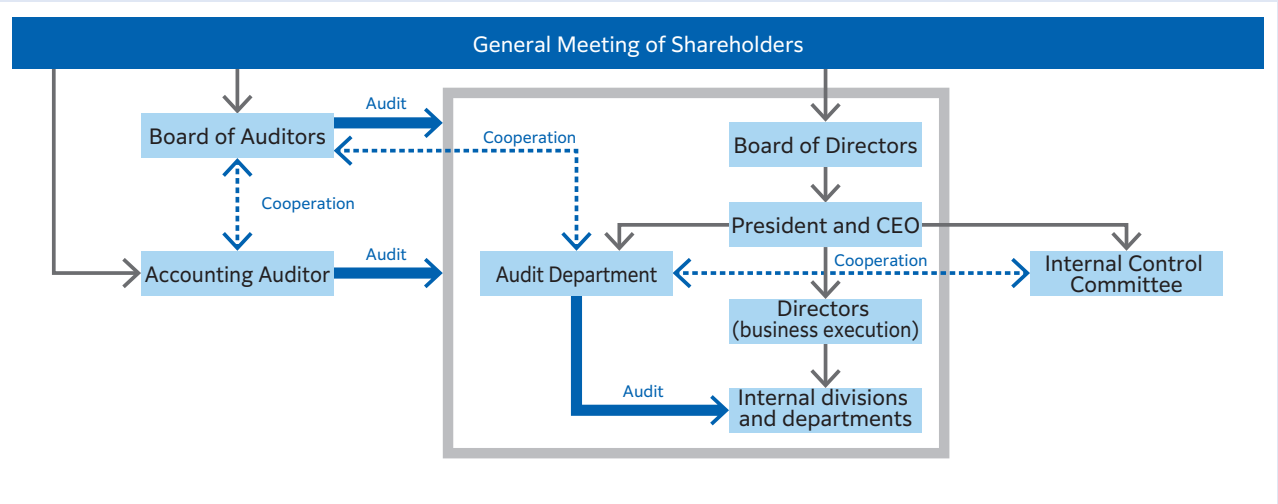 General Meeting of Shareholders
Audit
Board of Auditors
Cooperation
Board of Directors
Cooperation
President and CEO
Accounting Auditor
Audit
Audit Department
Cooperation
Internal Control
Committee
Directors
(business execution)
Audit
Internal divisions
and departments